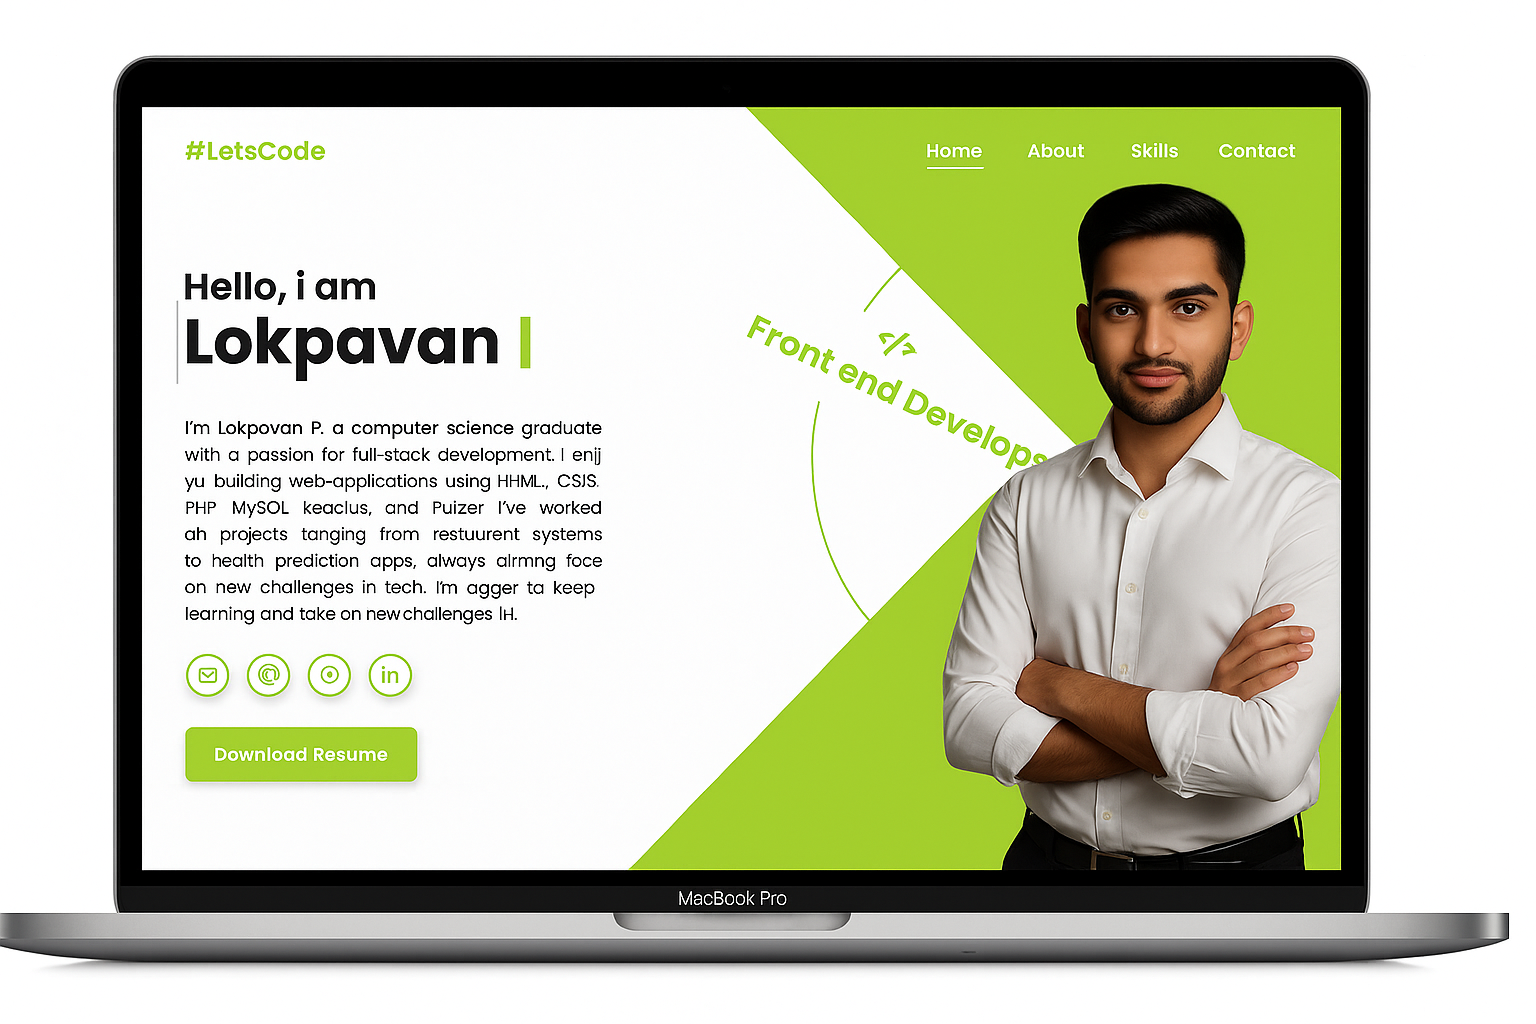 #LetsCode
Home About Skills Contact
Hello, i am
Lokpavan
</>
Front end Develops
I'm Lokpovan P. a computer science graduate
with a passion for full-stack development. I enijj
yu building web-applications using HHML., CSJS.
PHP MySOL keaclus, and Puizer I've worked
ah projects tanging from restuurent systems
to health prediction apps, always alrmng foce
on new challenges in tech. I'm agger ta keep
learning and take on new challenges lH.
in
Download Resume
MacBook Pro